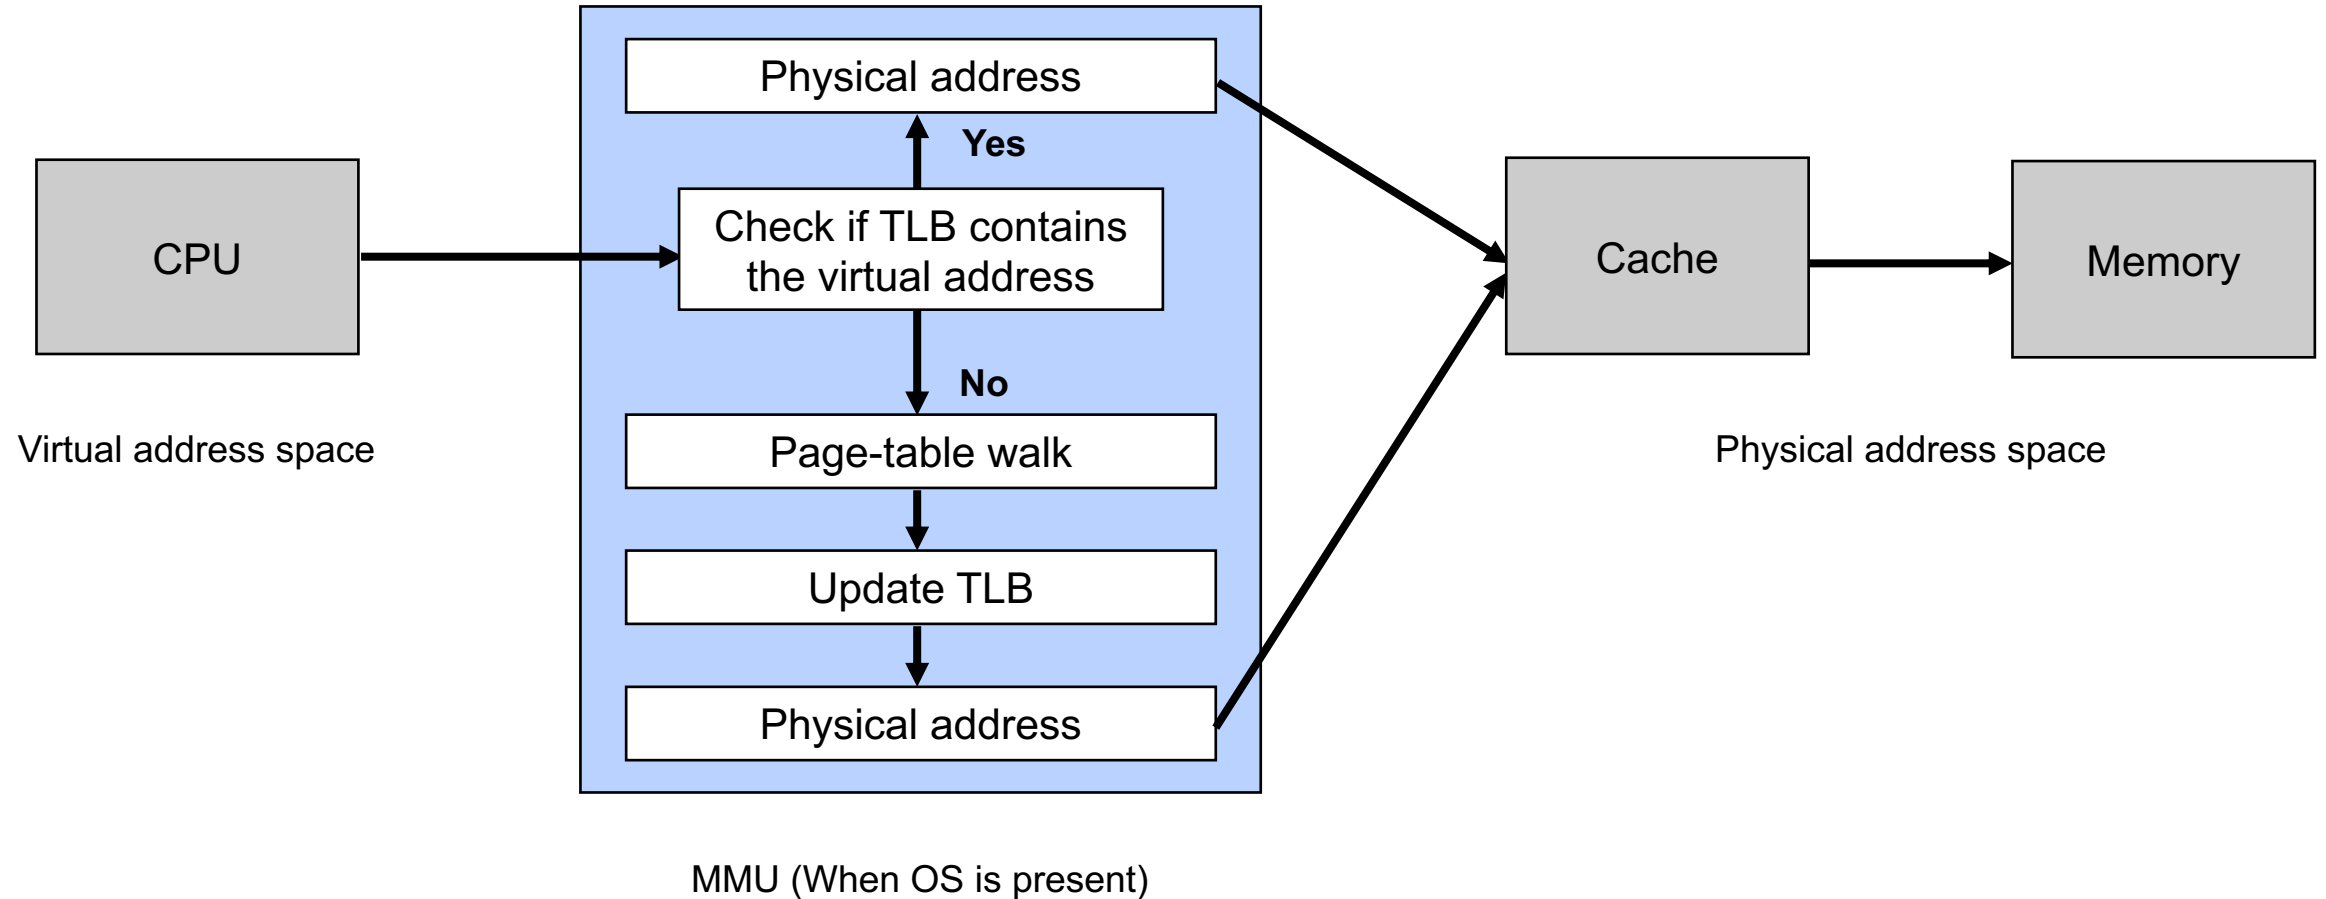 Physical address
Yes
CPU
Check if TLB contains
the virtual address
Cache
Memory
No
Virtual address space
Page-table walk
Physical address space
Update TLB
Physical address
MMU (When OS is present)